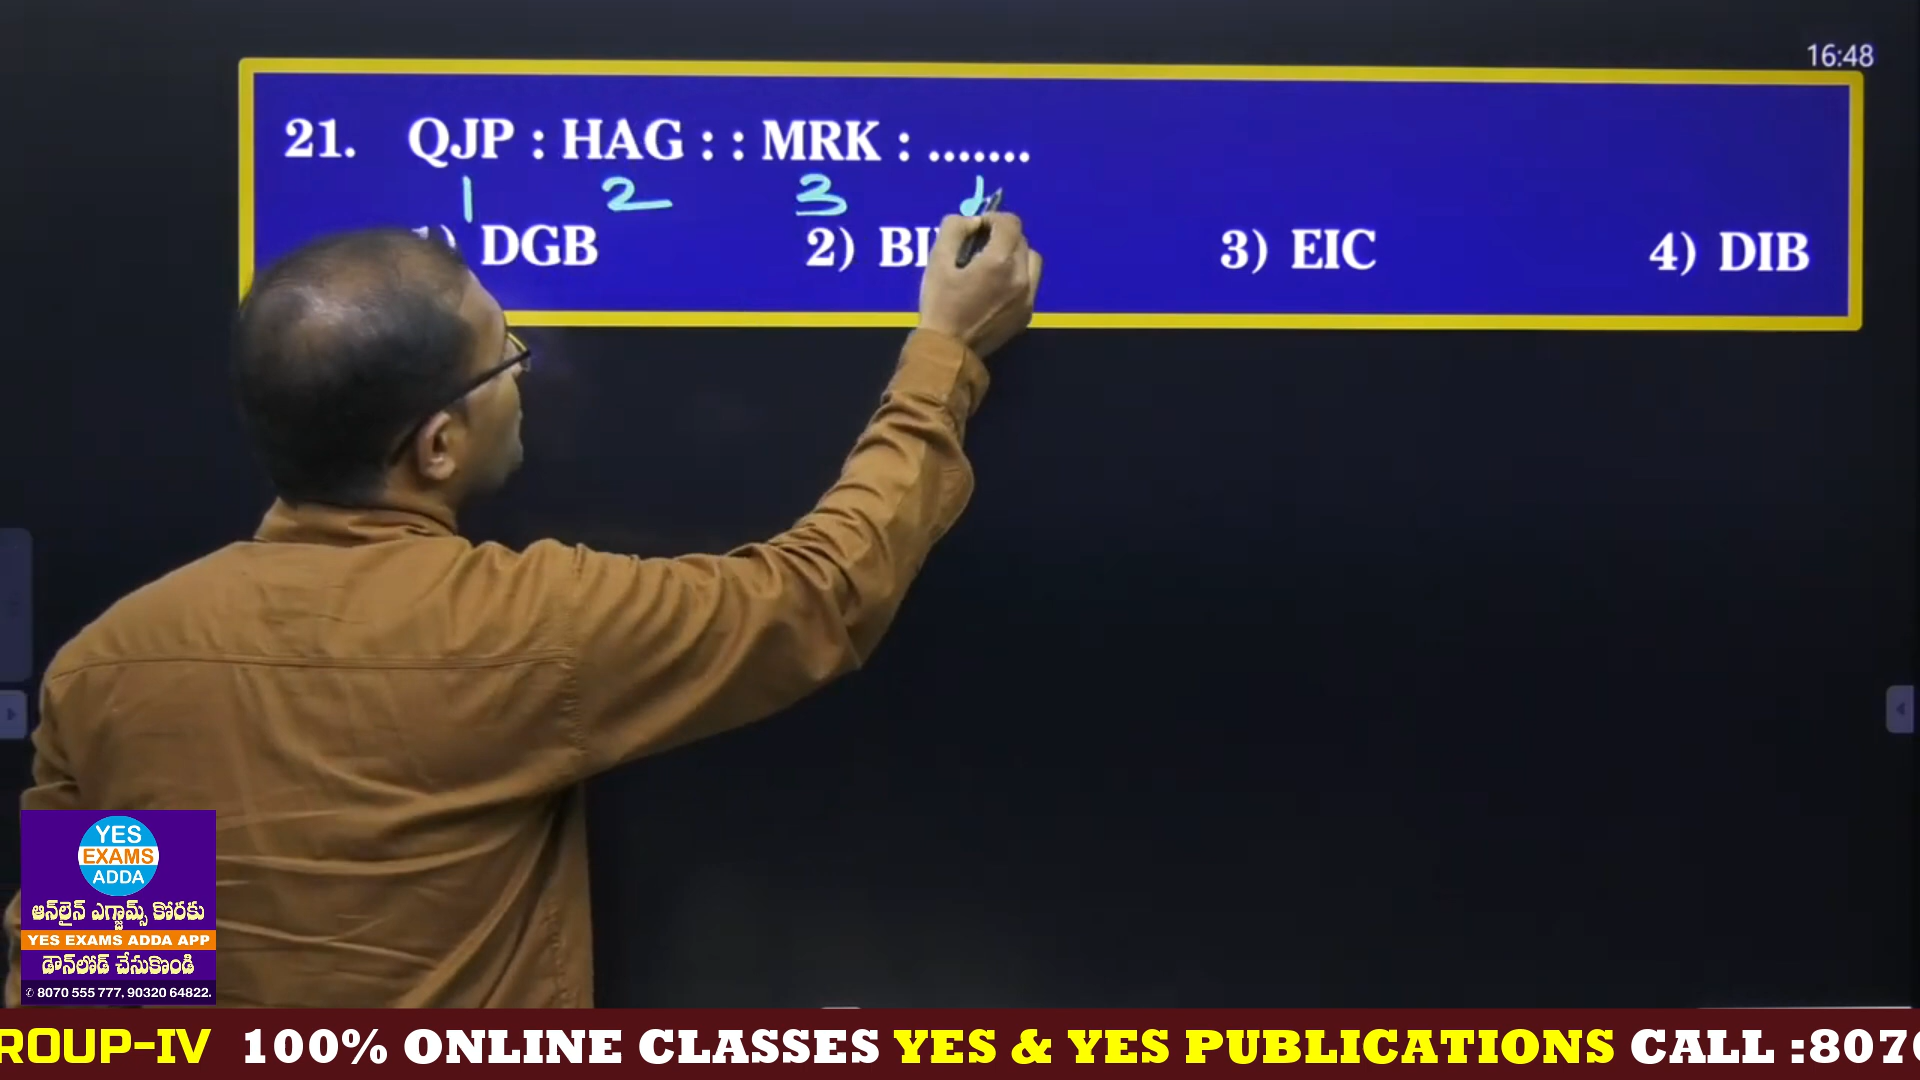 16:48
21. QJP : HAG : : MRK : .......
1 2 3
DGB 2) 3) EIC 4) DIB
YES
EXAMS
ADDA
ఆన్‌లైన్ ఎగ్జామ్స్ కొరకు
YES EXAMS ADDA APP
డౌన్‌లోడ్ చేసుకొండి
✆ 8070 555 777, 90320 64822.
ROUP-IV 100% ONLINE CLASSES YES & YES PUBLICATIONS CALL :807